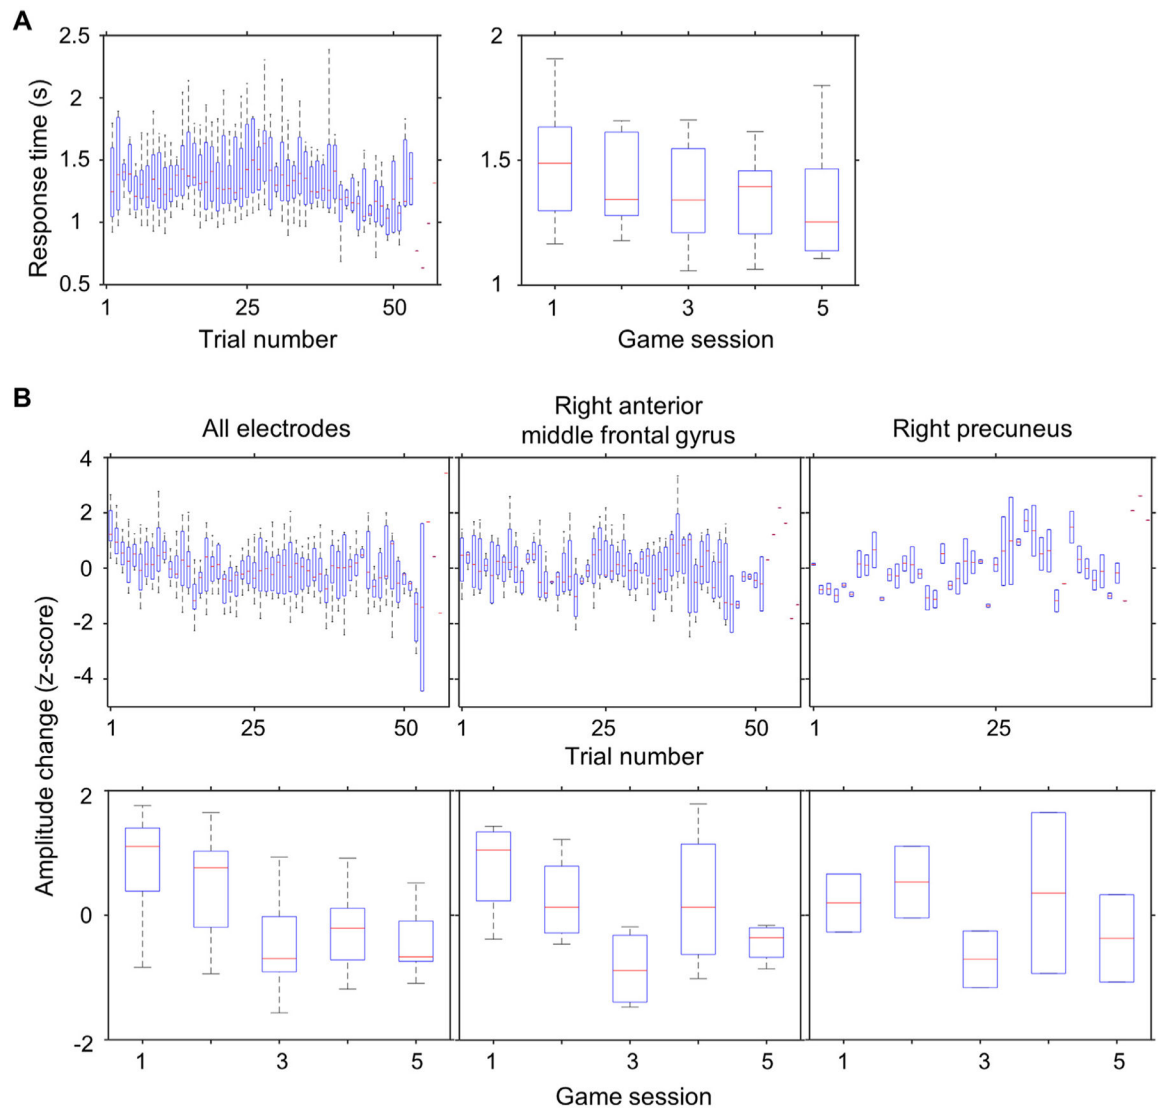 A
Response time (s)
2.5
2
1.5
1
0.5
1 25 50
Trial number
2
1.5
1
1 3 5
Game session
B
Amplitude change (z-score)
All electrodes
Right anterior
middle frontal gyrus
Right precuneus
4
2
0
-2
-4
1 25 50
1 25 50
1 25
Trial number
2
0
-2
1 3 5
1 3 5
1 3 5
Game session